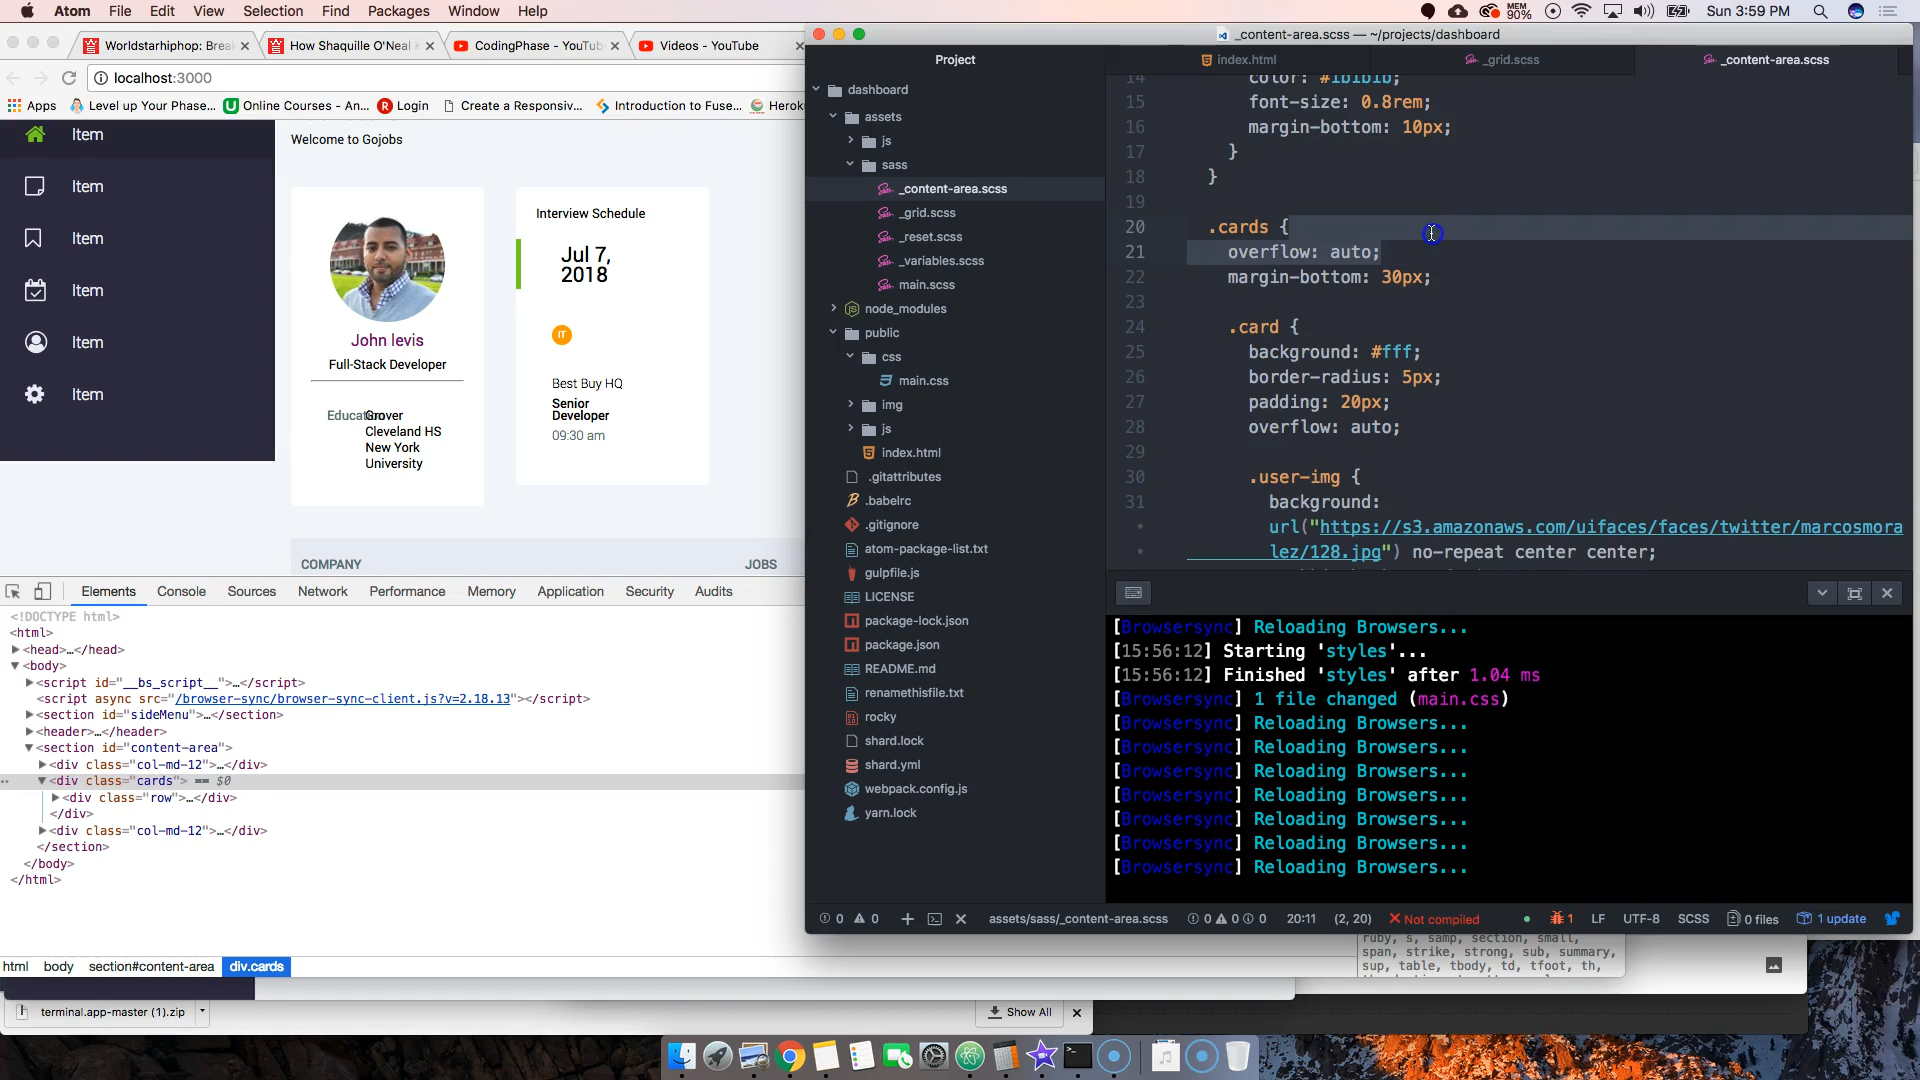 Atom File Edit View Selection Find Packages Window Help
MEM 90% Sun 3:59 PM
Worldstarhiphop: Brea
How Shaquille O'Neal
CodingPhase - YouTub
Videos - YouTube
localhost:3000
Apps Level up Your Phase... Online Courses - An... Login Create a Responsiv... Introduction to Fuse... Herok
Item
Item
Item
Item
Item
Item
Welcome to Gojobs
John levis
Full-Stack Developer
Education
Grover
Cleveland HS
New York
University
Interview Schedule
Jul 7,
2018
IT
Best Buy HQ
Senior
Developer
09:30 am
COMPANY JOBS
Elements Console Sources Network Performance Memory Application Security Audits
<!DOCTYPE html>
<html>
<head>…</head>
<body>
<script id="__bs_script__">…</script>
<script async src="/browser-sync/browser-sync-client.js?v=2.18.13"></script>
<section id="sideMenu">…</section>
<header>…</header>
<section id="content-area">
<div class="col-md-12">…</div>
<div class="cards"> == $0
<div class="row">…</div>
</div>
<div class="col-md-12">…</div>
</section>
</body>
</html>
html body section#content-area div.cards
terminal.app-master (1).zip
Show All
_content-area.scss — ~/projects/dashboard
Project
index.html _grid.scss _content-area.scss
dashboard
assets
js
sass
_content-area.scss
_grid.scss
_reset.scss
_variables.scss
main.scss
node_modules
public
css
main.css
img
js
index.html
.gitattributes
.babelrc
.gitignore
atom-package-list.txt
gulpfile.js
LICENSE
package-lock.json
package.json
README.md
renamethisfile.txt
rocky
shard.lock
shard.yml
webpack.config.js
yarn.lock
14 color: #1b1b1b;
15 font-size: 0.8rem;
16 margin-bottom: 10px;
17 }
18 }
19
20 .cards {
21 overflow: auto;
22 margin-bottom: 30px;
23
24 .card {
25 background: #fff;
26 border-radius: 5px;
27 padding: 20px;
28 overflow: auto;
29
30 .user-img {
31 background:
url("https://s3.amazonaws.com/uifaces/faces/twitter/marcosmora
lez/128.jpg") no-repeat center center;
[Browsersync] Reloading Browsers...
[15:56:12] Starting 'styles'...
[15:56:12] Finished 'styles' after 1.04 ms
[Browsersync] 1 file changed (main.css)
[Browsersync] Reloading Browsers...
[Browsersync] Reloading Browsers...
[Browsersync] Reloading Browsers...
[Browsersync] Reloading Browsers...
[Browsersync] Reloading Browsers...
[Browsersync] Reloading Browsers...
[Browsersync] Reloading Browsers...
0 0 assets/sass/_content-area.scss 0 0 0 20:11 (2, 20) Not compiled 1 LF UTF-8 SCSS 0 files 1 update
ruby, s, samp, section, small,
span, strike, strong, sub, summary,
sup, table, tbody, td, tfoot, th,